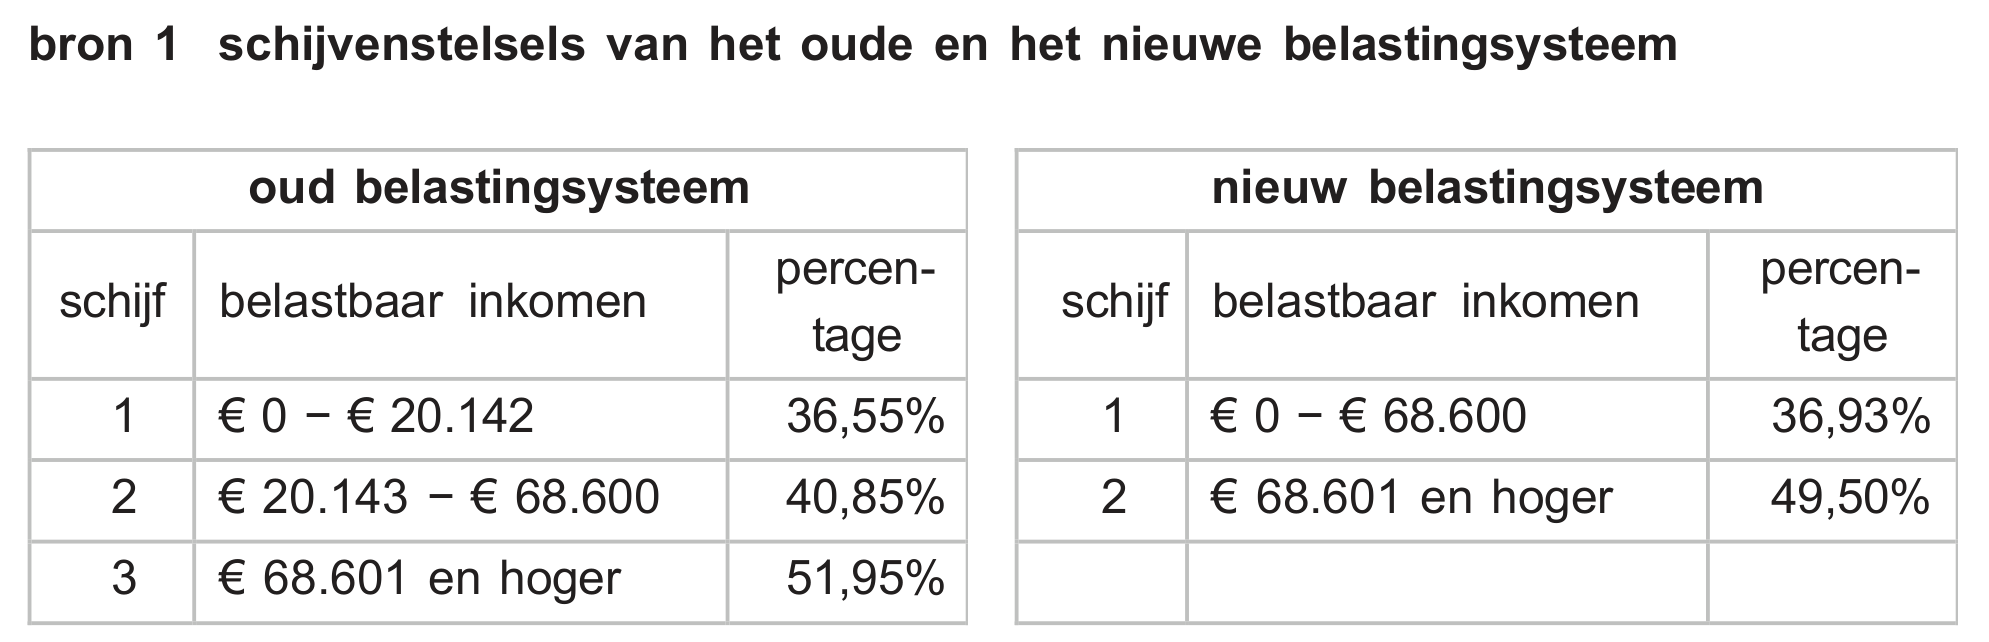 bron 1 schijvenstelsels van het oude en het nieuwe belastingsysteem
oud belastingsysteem
schijf belastbaar inkomen percen-
tage
1 € 0 − € 20.142 36,55%
2 € 20.143 − € 68.600 40,85%
3 € 68.601 en hoger 51,95%
nieuw belastingsysteem
schijf belastbaar inkomen percen-
tage
1 € 0 − € 68.600 36,93%
2 € 68.601 en hoger 49,50%